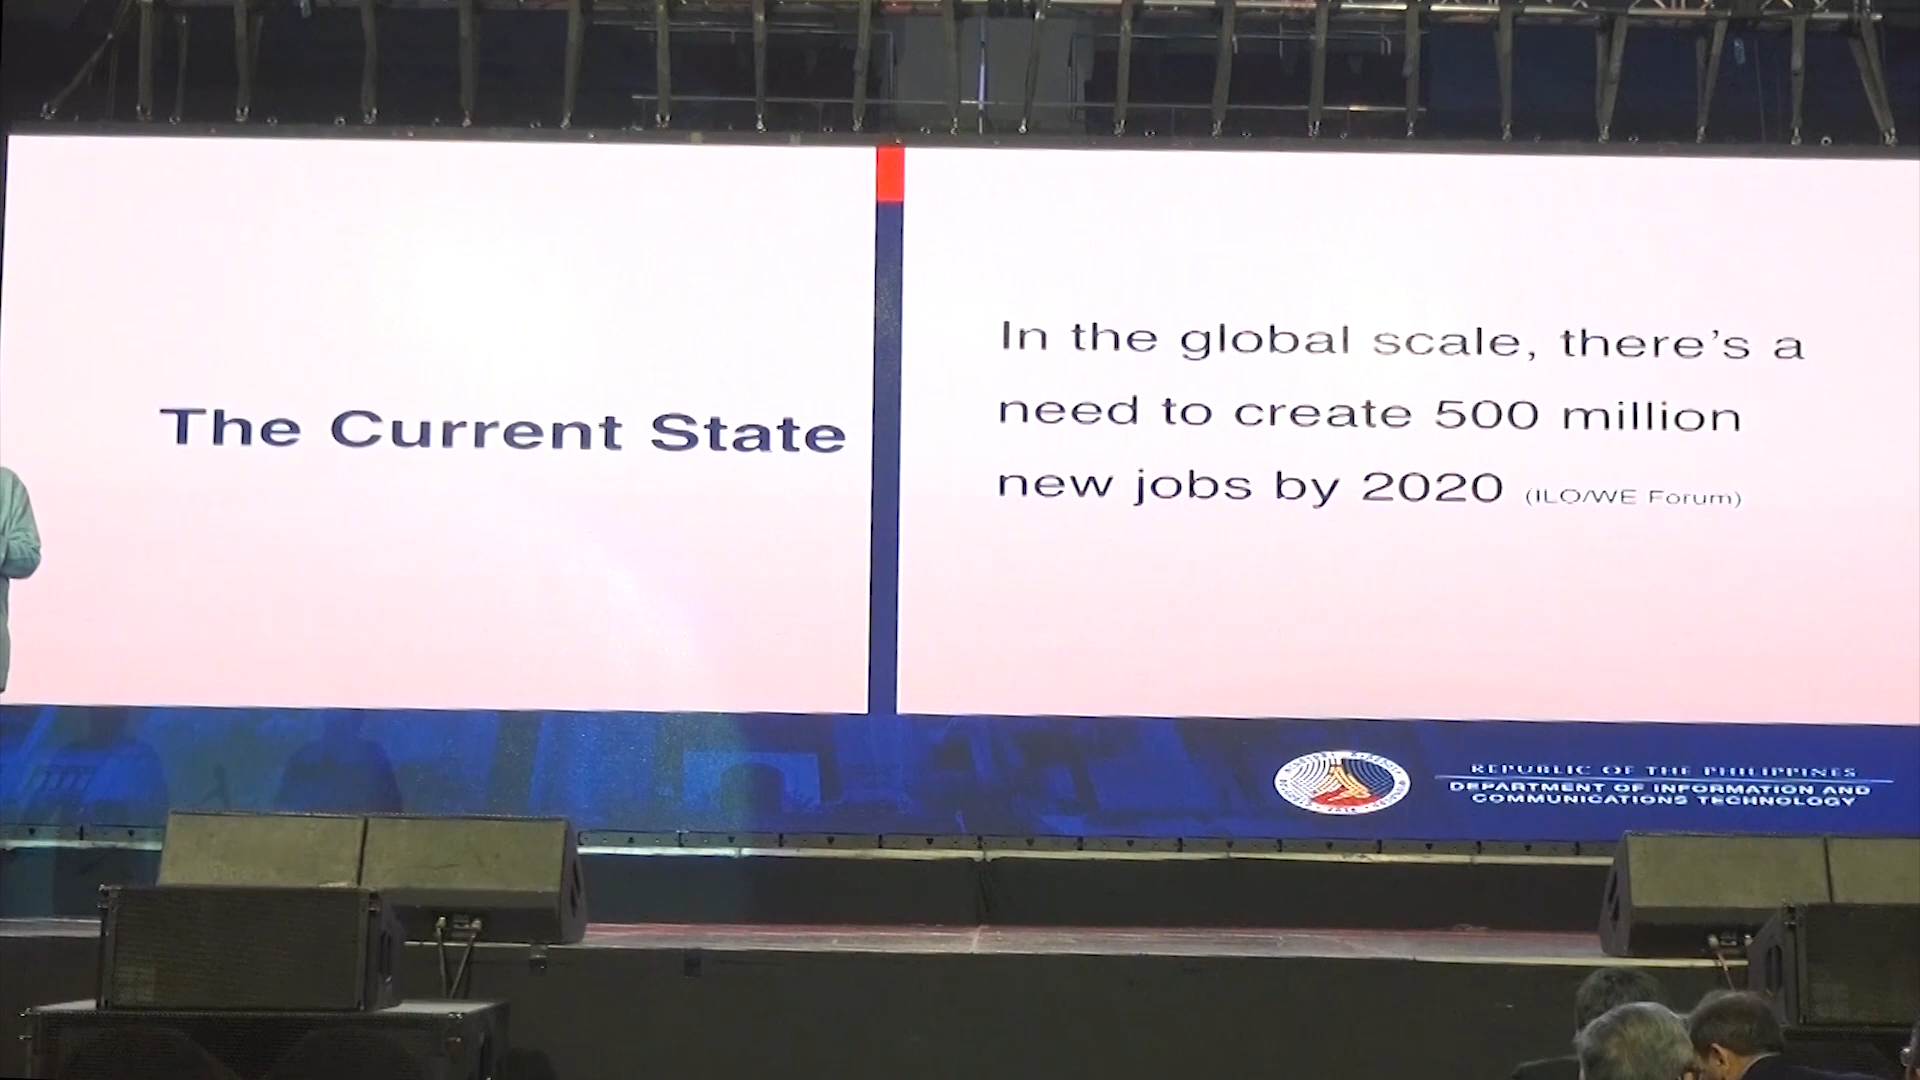 The Current State
In the global scale, there's a
need to create 500 million
new jobs by 2020 (ILO/WE Forum)
REPUBLIC OF THE PHILIPPINES
DEPARTMENT OF INFORMATION AND
COMMUNICATIONS TECHNOLOGY